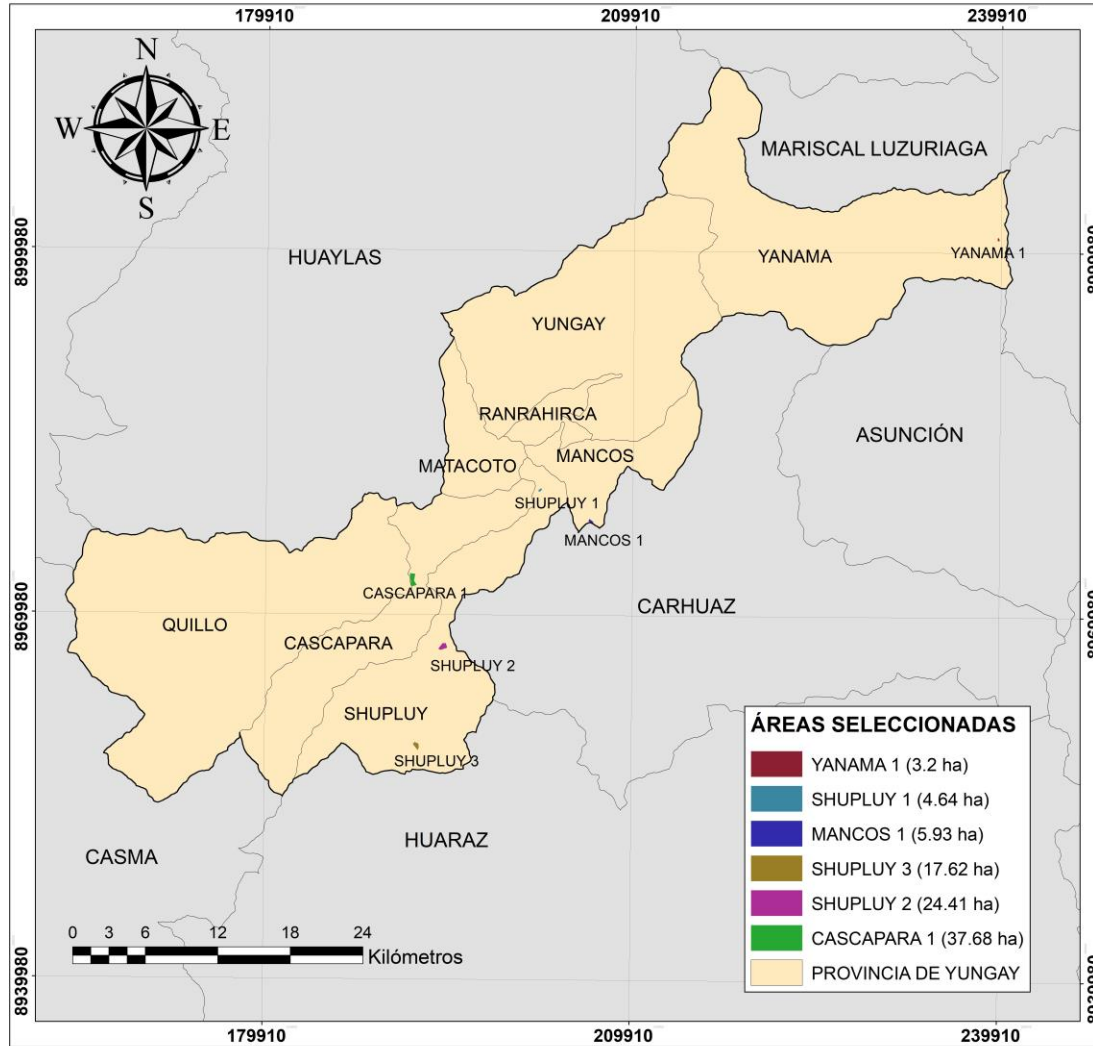 179910 209910 239910
N
W E
S
MARISCAL LUZURIAGA
8999980
HUAYLAS
YANAMA
YANAMA 1
8999980
YUNGAY
RANRAHIRCA
ASUNCIÓN
MATACOTO
MANCOS
SHUPLUY 1
MANCOS 1
CASCAPARA 1
8969980
QUILLO
CASCAPARA
CARHUAZ
8969980
SHUPLUY 2
SHUPLUY
SHUPLUY 3
HUARAZ
CASMA
ÁREAS SELECCIONADAS
YANAMA 1 (3.2 ha)
SHUPLUY 1 (4.64 ha)
MANCOS 1 (5.93 ha)
SHUPLUY 3 (17.62 ha)
SHUPLUY 2 (24.41 ha)
CASCAPARA 1 (37.68 ha)
PROVINCIA DE YUNGAY
0 3 6 12 18 24
Kilómetros
8939980
8939980
179910 209910 239910